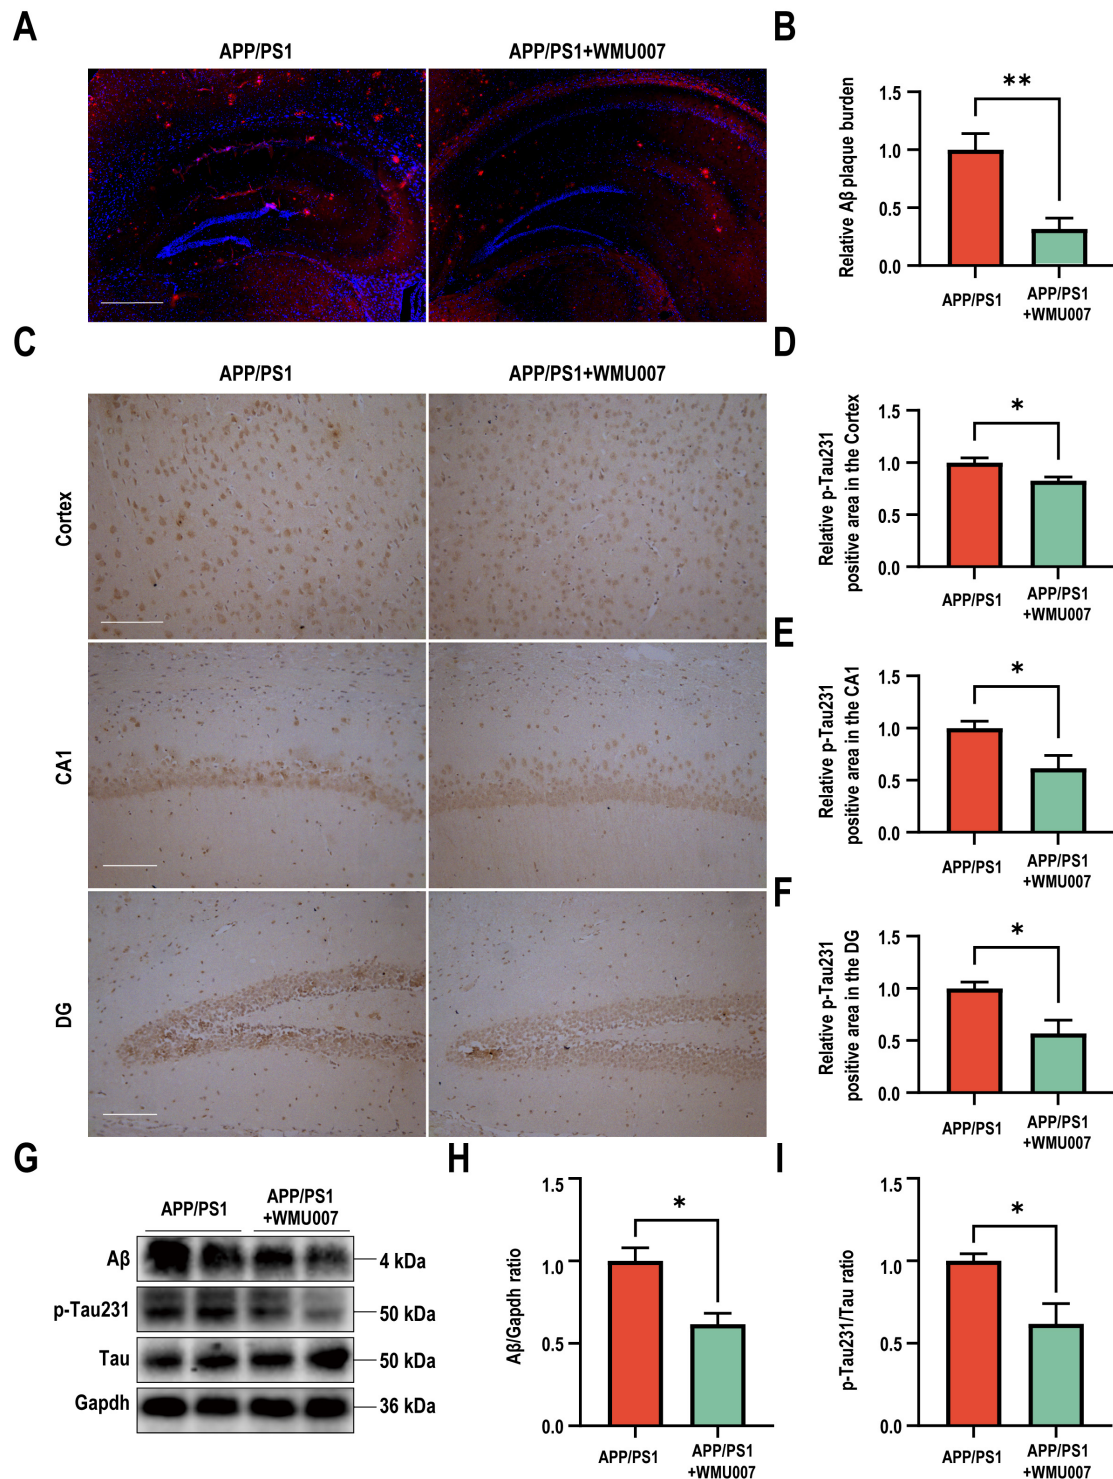 A
APP/PS1
APP/PS1+WMU007
B
Relative Aβ plaque burden
1.5
1.0
0.5
0.0
**
APP/PS1
APP/PS1
+WMU007
C
APP/PS1
APP/PS1+WMU007
Cortex
CA1
DG
D
Relative p-Tau231
positive area in the Cortex
1.5
1.0
0.5
0.0
*
APP/PS1
APP/PS1
+WMU007
E
Relative p-Tau231
positive area in the CA1
1.5
1.0
0.5
0.0
*
APP/PS1
APP/PS1
+WMU007
F
Relative p-Tau231
positive area in the DG
1.5
1.0
0.5
0.0
*
APP/PS1
APP/PS1
+WMU007
G
APP/PS1
APP/PS1
+WMU007
Aβ
4 kDa
p-Tau231
50 kDa
Tau
50 kDa
Gapdh
36 kDa
H
Aβ/Gapdh ratio
1.5
1.0
0.5
0.0
*
APP/PS1
APP/PS1
+WMU007
I
p-Tau231/Tau ratio
1.5
1.0
0.5
0.0
*
APP/PS1
APP/PS1
+WMU007